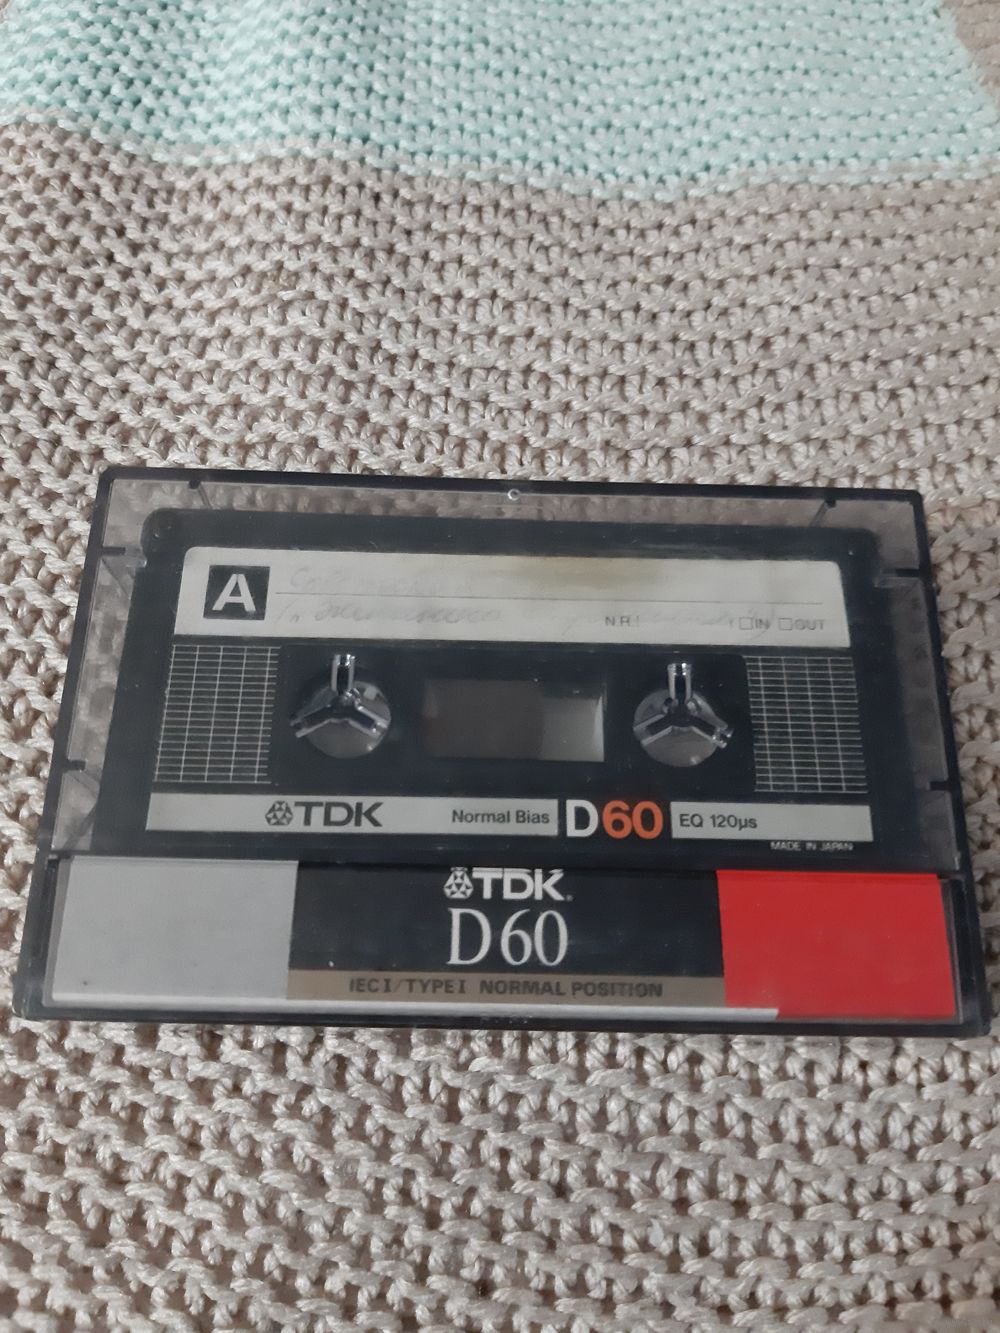 A
N.R.: IN OUT
TDK Normal Bias D60 EQ 120µs
MADE IN JAPAN
TDK
D60
IEC I/TYPE I NORMAL POSITION